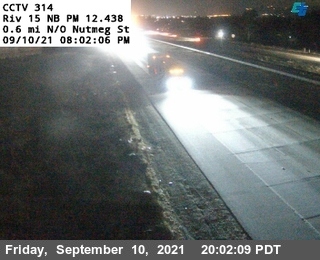 CCTV 314
Riv 15 NB PM 12.438
0.6 mi N/O Nutmeg St
09/10/21 08:02:06 PM
Friday, September 10, 2021 20:02:09 PDT